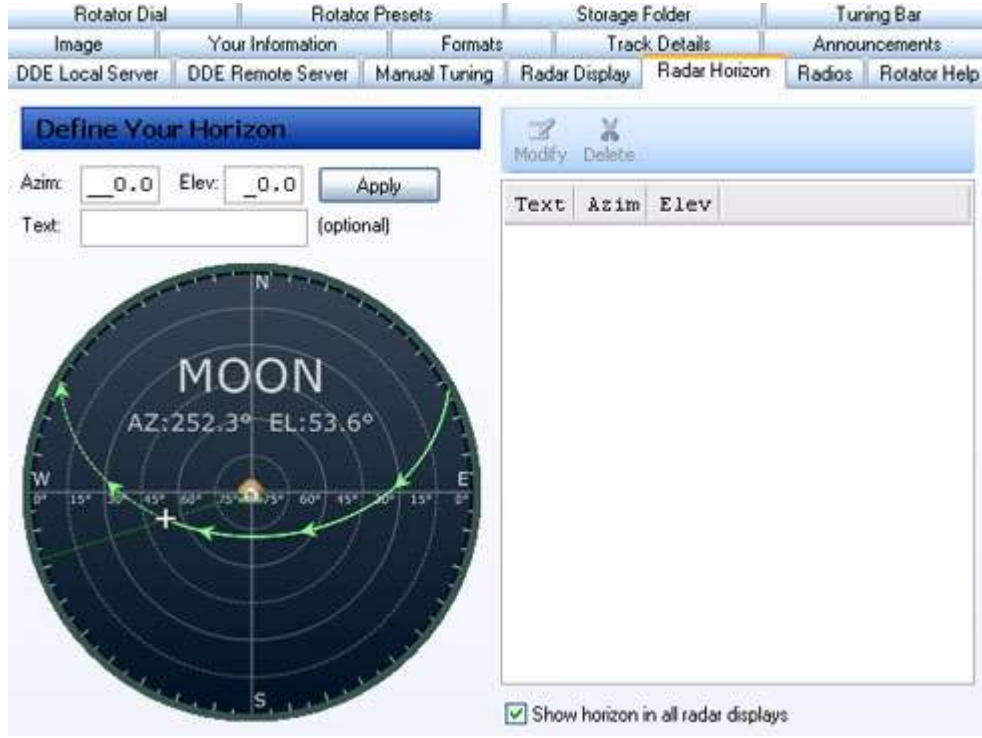 Rotator Dial Rotator Presets Storage Folder Tuning Bar
Image Your Information Formats Track Details Announcements
DDE Local Server DDE Remote Server Manual Tuning Radar Display Radar Horizon Radios Rotator Help
Define Your Horizon
Modify Delete
Azim: __0.0 Elev: _0.0 Apply
Text: (optional)
Text Azim Elev
N
MOON
AZ:252.3° EL:53.6°
W E
0° 15° 30° 45° 60° 75° 75° 60° 45° 30° 15° 0°
S
Show horizon in all radar displays